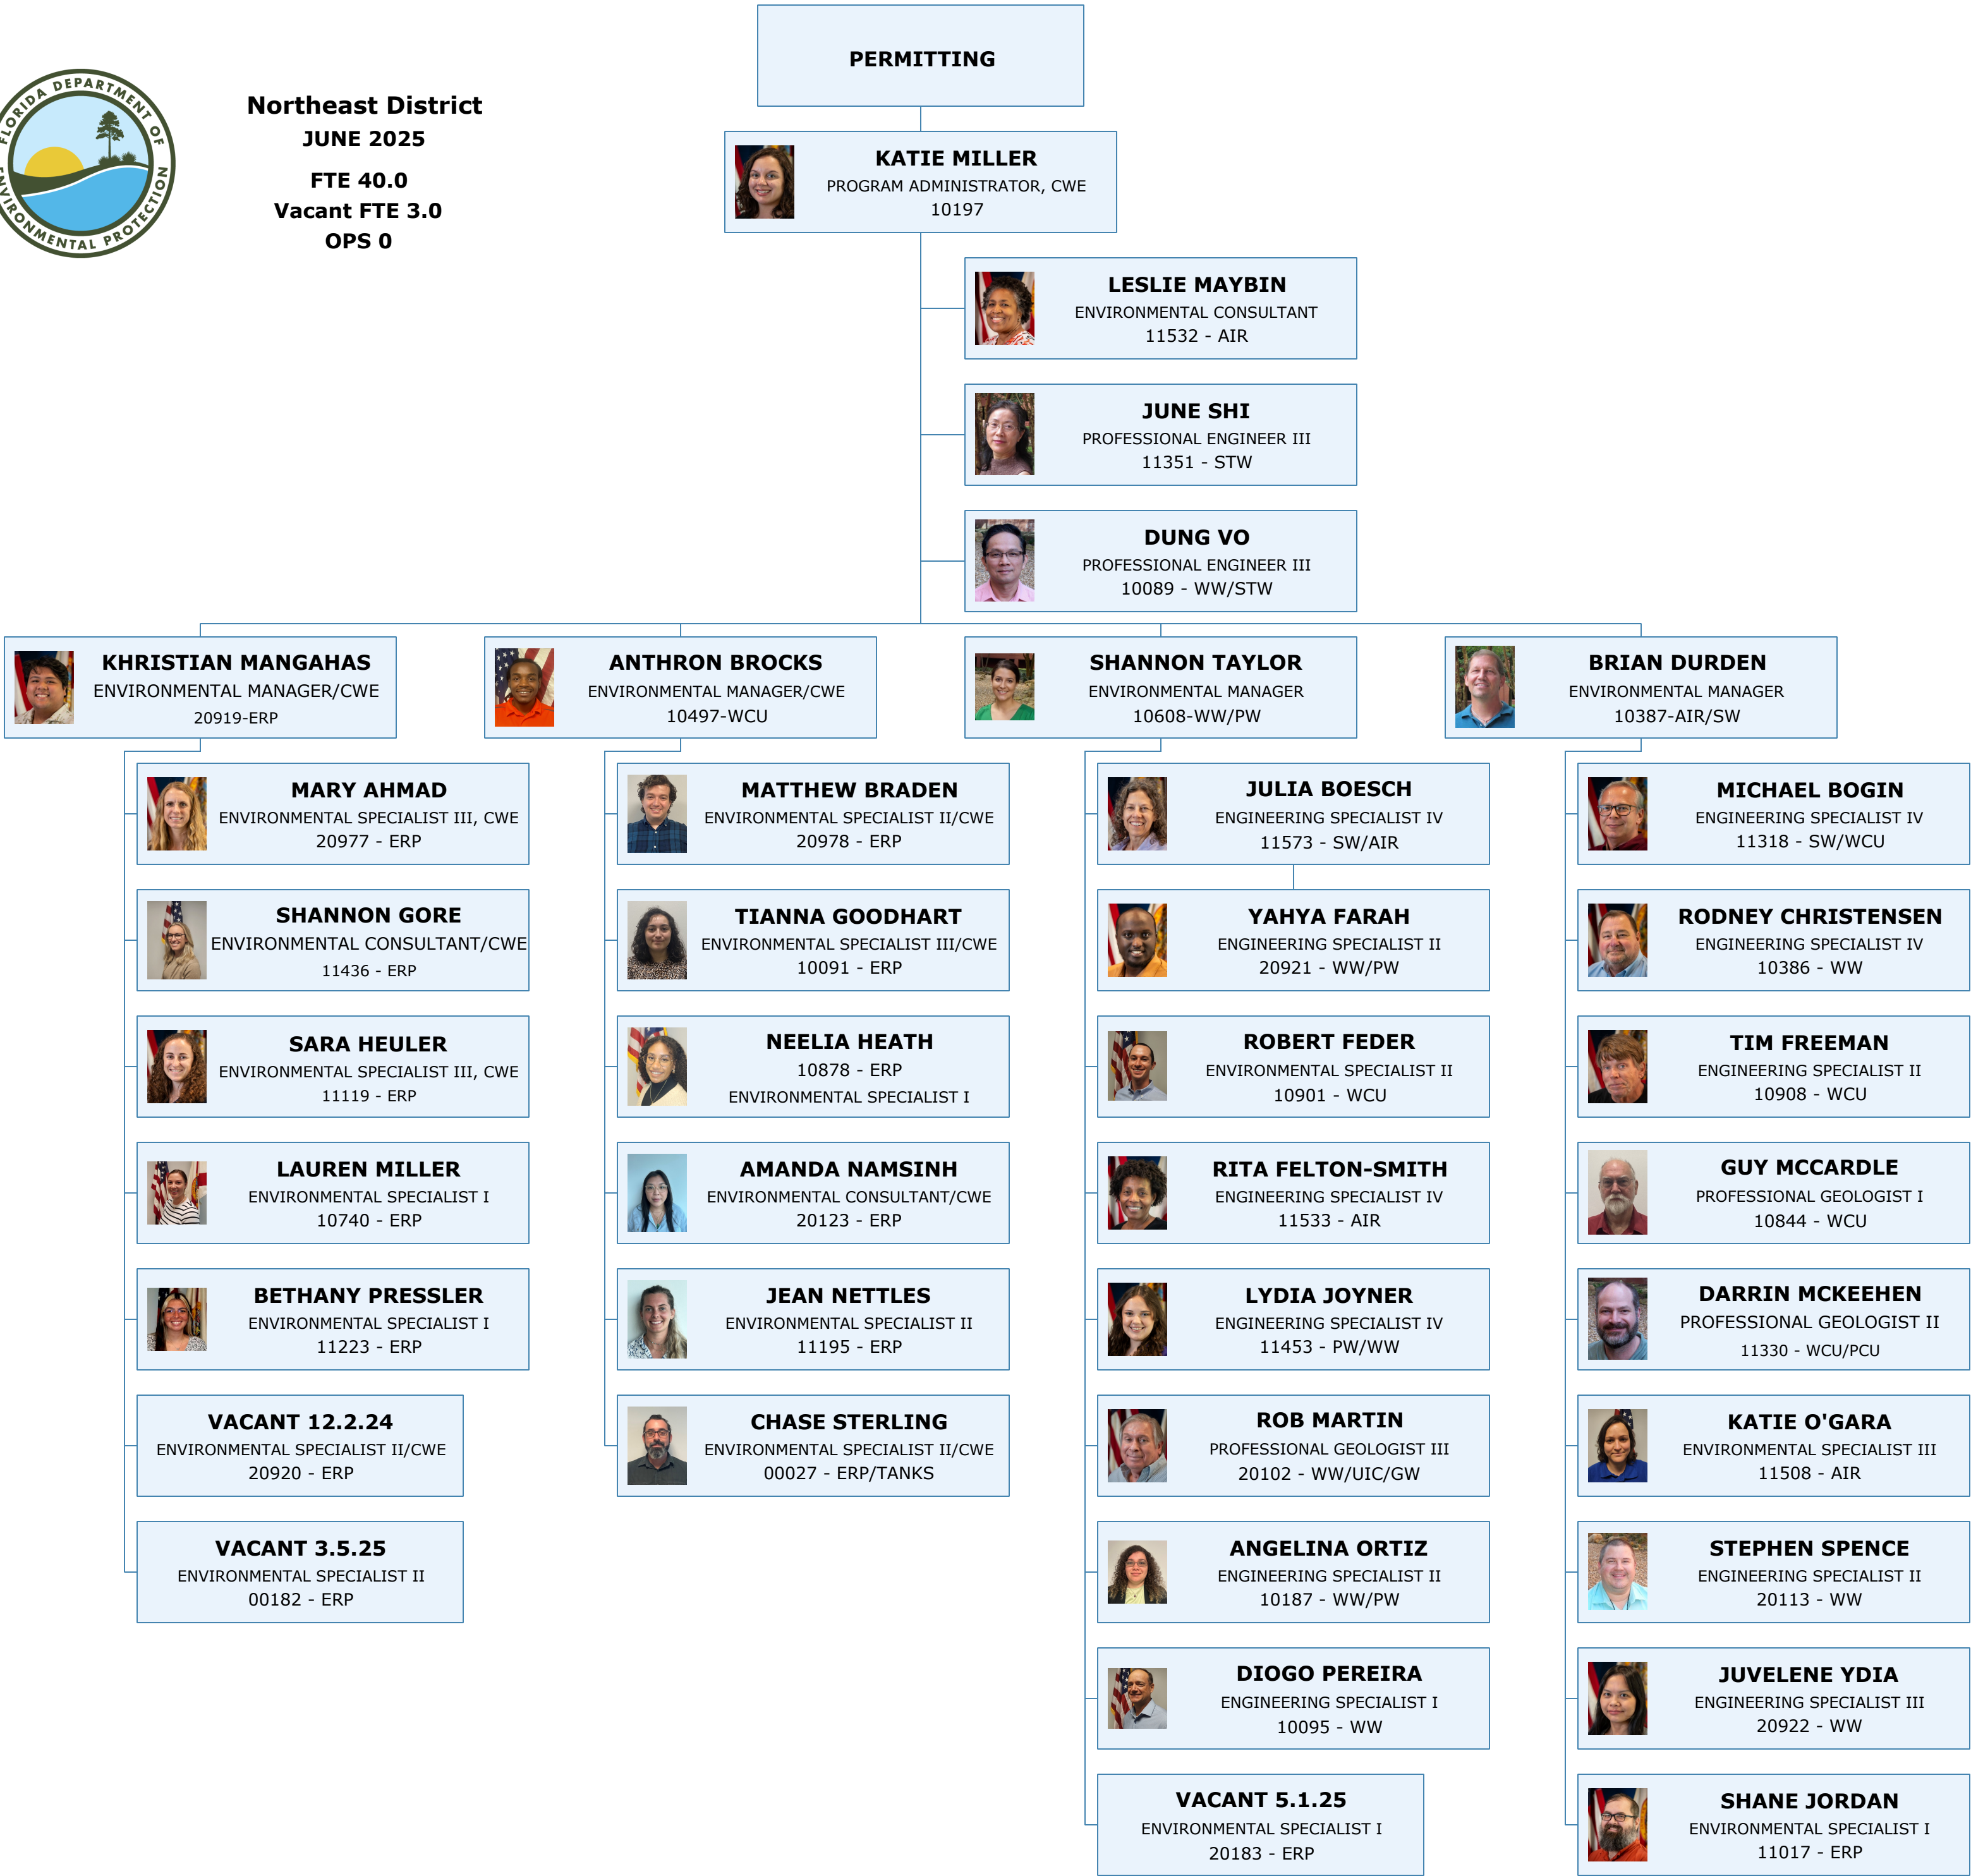 FLORIDA DEPARTMENT OF
ENVIRONMENTAL PROTECTION
Northeast District
JUNE 2025
FTE 40.0
Vacant FTE 3.0
OPS 0
PERMITTING
KATIE MILLER
PROGRAM ADMINISTRATOR, CWE
10197
LESLIE MAYBIN
ENVIRONMENTAL CONSULTANT
11532 - AIR
JUNE SHI
PROFESSIONAL ENGINEER III
11351 - STW
DUNG VO
PROFESSIONAL ENGINEER III
10089 - WW/STW
KHRISTIAN MANGAHAS
ENVIRONMENTAL MANAGER/CWE
20919-ERP
MARY AHMAD
ENVIRONMENTAL SPECIALIST III, CWE
20977 - ERP
SHANNON GORE
ENVIRONMENTAL CONSULTANT/CWE
11436 - ERP
SARA HEULER
ENVIRONMENTAL SPECIALIST III, CWE
11119 - ERP
LAUREN MILLER
ENVIRONMENTAL SPECIALIST I
10740 - ERP
BETHANY PRESSLER
ENVIRONMENTAL SPECIALIST I
11223 - ERP
VACANT 12.2.24
ENVIRONMENTAL SPECIALIST II/CWE
20920 - ERP
VACANT 3.5.25
ENVIRONMENTAL SPECIALIST II
00182 - ERP
ANTHRON BROCKS
ENVIRONMENTAL MANAGER/CWE
10497-WCU
MATTHEW BRADEN
ENVIRONMENTAL SPECIALIST II/CWE
20978 - ERP
TIANNA GOODHART
ENVIRONMENTAL SPECIALIST III/CWE
10091 - ERP
NEELIA HEATH
10878 - ERP
ENVIRONMENTAL SPECIALIST I
AMANDA NAMSINH
ENVIRONMENTAL CONSULTANT/CWE
20123 - ERP
JEAN NETTLES
ENVIRONMENTAL SPECIALIST II
11195 - ERP
CHASE STERLING
ENVIRONMENTAL SPECIALIST II/CWE
00027 - ERP/TANKS
SHANNON TAYLOR
ENVIRONMENTAL MANAGER
10608-WW/PW
JULIA BOESCH
ENGINEERING SPECIALIST IV
11573 - SW/AIR
YAHYA FARAH
ENGINEERING SPECIALIST II
20921 - WW/PW
ROBERT FEDER
ENVIRONMENTAL SPECIALIST II
10901 - WCU
RITA FELTON-SMITH
ENGINEERING SPECIALIST IV
11533 - AIR
LYDIA JOYNER
ENGINEERING SPECIALIST IV
11453 - PW/WW
ROB MARTIN
PROFESSIONAL GEOLOGIST III
20102 - WW/UIC/GW
ANGELINA ORTIZ
ENGINEERING SPECIALIST II
10187 - WW/PW
DIOGO PEREIRA
ENGINEERING SPECIALIST I
10095 - WW
VACANT 5.1.25
ENVIRONMENTAL SPECIALIST I
20183 - ERP
BRIAN DURDEN
ENVIRONMENTAL MANAGER
10387-AIR/SW
MICHAEL BOGIN
ENGINEERING SPECIALIST IV
11318 - SW/WCU
RODNEY CHRISTENSEN
ENGINEERING SPECIALIST IV
10386 - WW
TIM FREEMAN
ENGINEERING SPECIALIST II
10908 - WCU
GUY MCCARDLE
PROFESSIONAL GEOLOGIST I
10844 - WCU
DARRIN MCKEEHEN
PROFESSIONAL GEOLOGIST II
11330 - WCU/PCU
KATIE O'GARA
ENVIRONMENTAL SPECIALIST III
11508 - AIR
STEPHEN SPENCE
ENGINEERING SPECIALIST II
20113 - WW
JUVELENE YDIA
ENGINEERING SPECIALIST III
20922 - WW
SHANE JORDAN
ENVIRONMENTAL SPECIALIST I
11017 - ERP